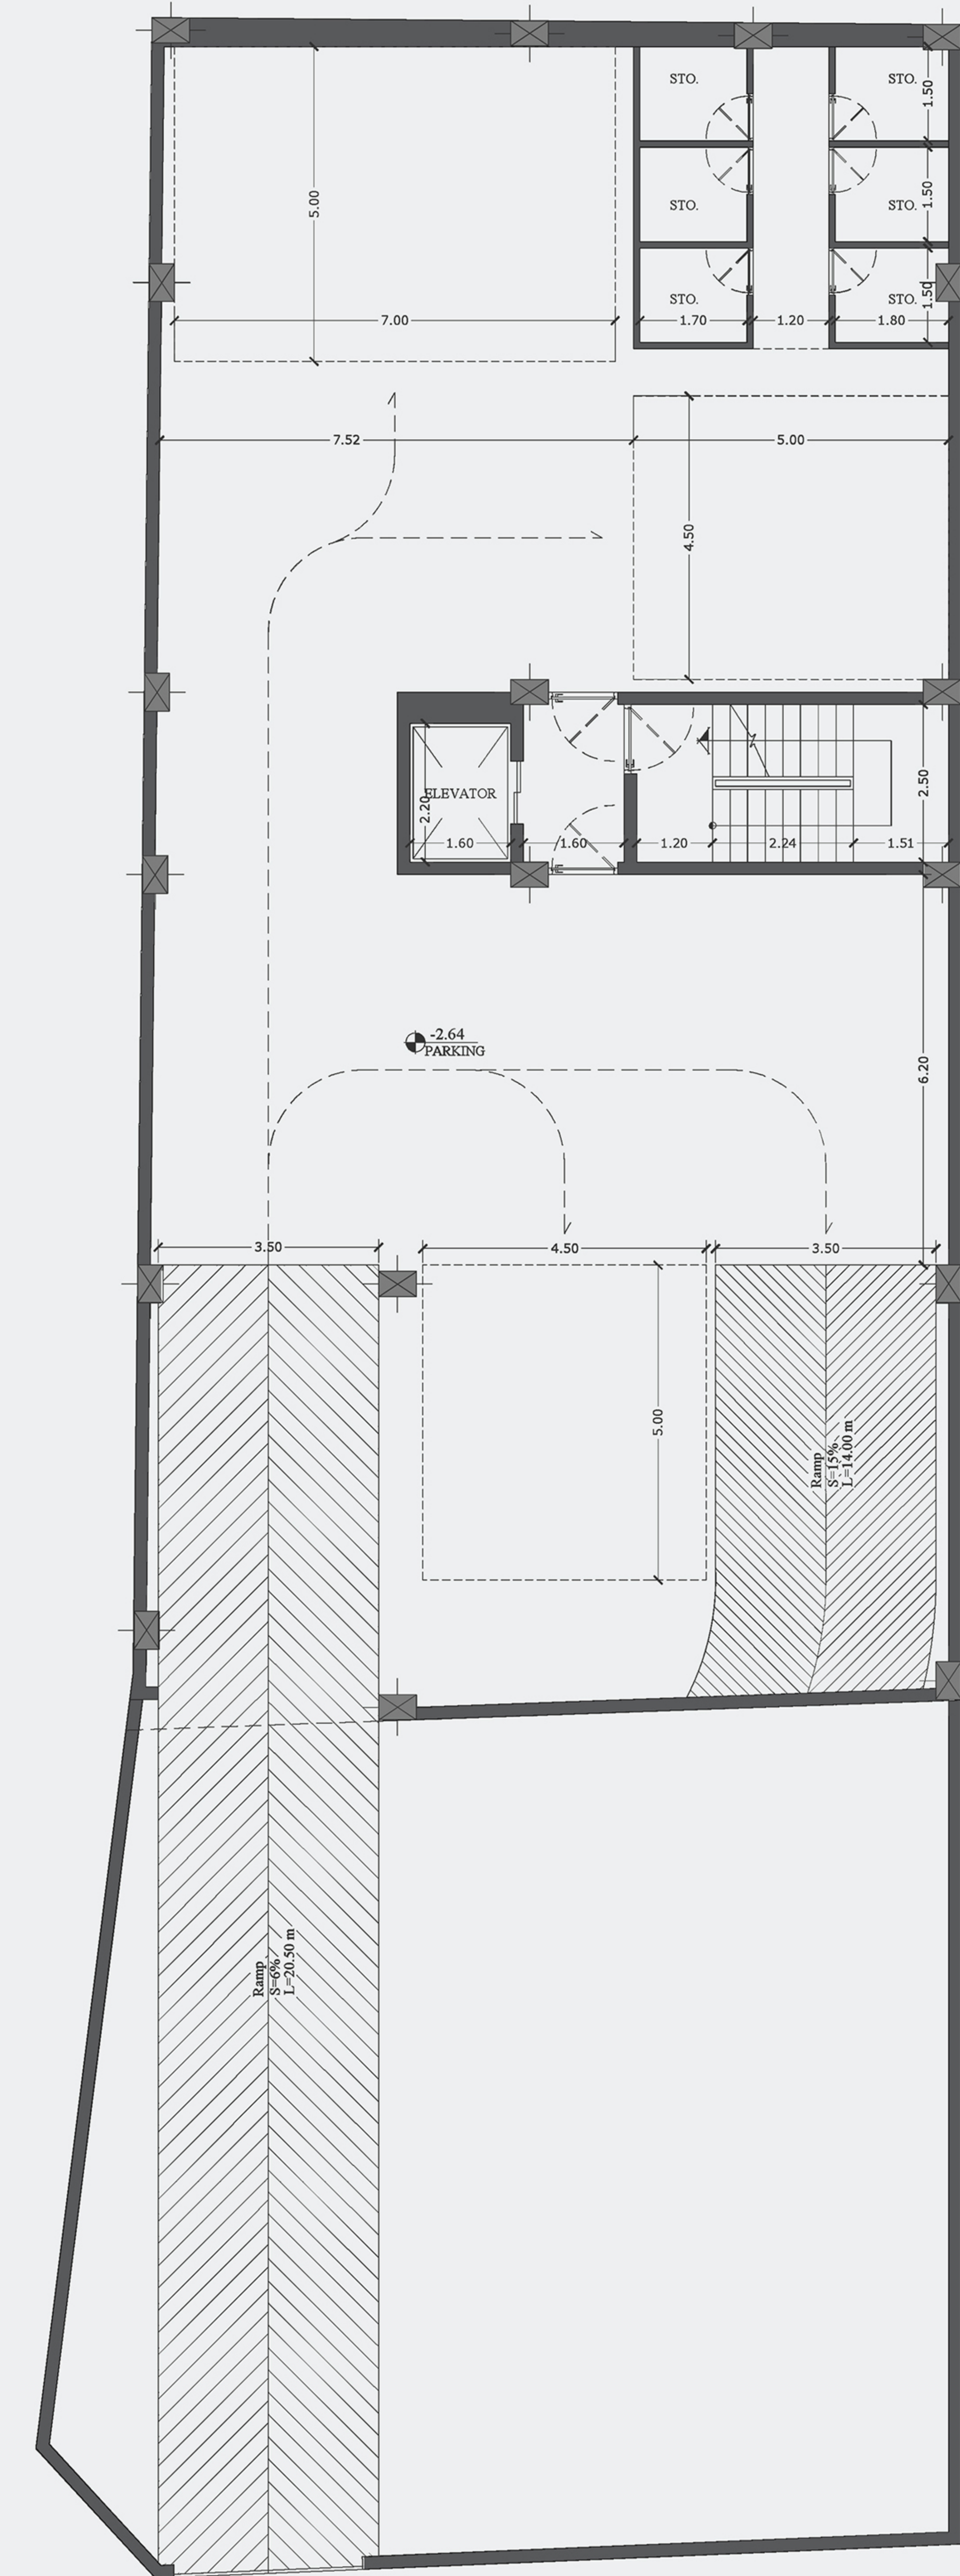 STO.
STO.
1.50
5.00
STO.
STO.
1.50
STO.
STO.
1.50
7.00
1.70
1.20
1.80
7.52
5.00
4.50
2.50
ELEVATOR
2.20
1.60
1.60
1.20
2.24
1.51
-2.64
PARKING
6.20
3.50
4.50
3.50
5.00
Ramp
S=15%
L=14.00 m
Ramp
S=6%
L=20.50 m